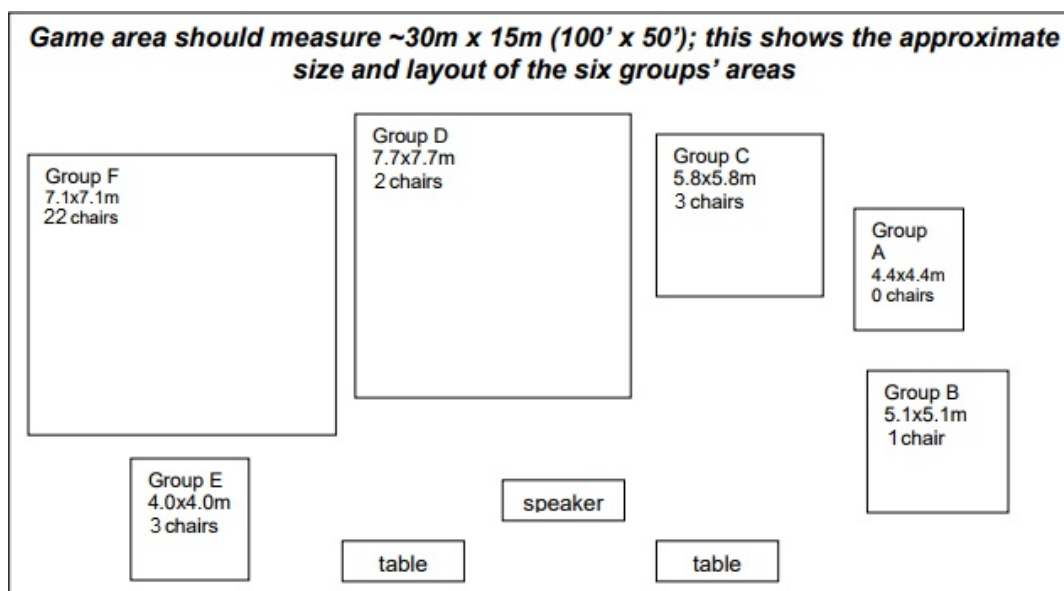 Game area should measure ~30m x 15m (100’ x 50’); this shows the approximate
size and layout of the six groups’ areas
Group F
7.1x7.1m
22 chairs
Group D
7.7x7.7m
2 chairs
Group C
5.8x5.8m
3 chairs
Group
A
4.4x4.4m
0 chairs
Group B
5.1x5.1m
1 chair
Group E
4.0x4.0m
3 chairs
speaker
table
table